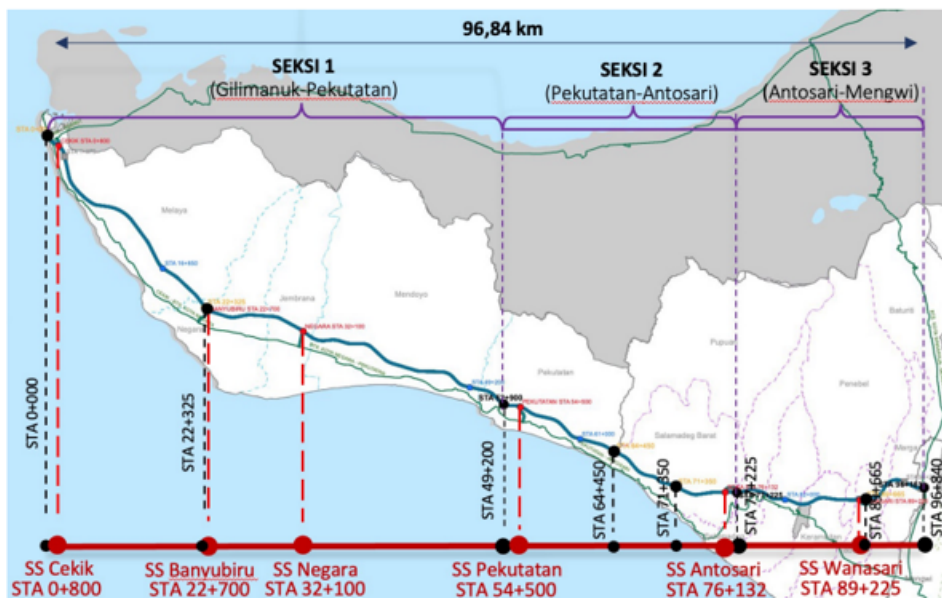 96,84 km
SEKSI 1
(Gilimanuk-Pekutatan)
SEKSI 2
(Pekutatan-Antosari)
SEKSI 3
(Antosari-Mengwi)
Melaya
Negara
Jembrana
Mendoyo
Pekutatan
Pupuan
Salamadeg Barat
Penebel
Baturiti
STA 0+000
STA 22+325
STA 49+200
STA 64+450
STA 71+350
STA 96+840
SS Cekik
STA 0+800
SS Banyubiru
STA 22+700
SS Negara
STA 32+100
SS Pekutatan
STA 54+500
SS Antosari
STA 76+132
SS Wanasari
STA 89+225